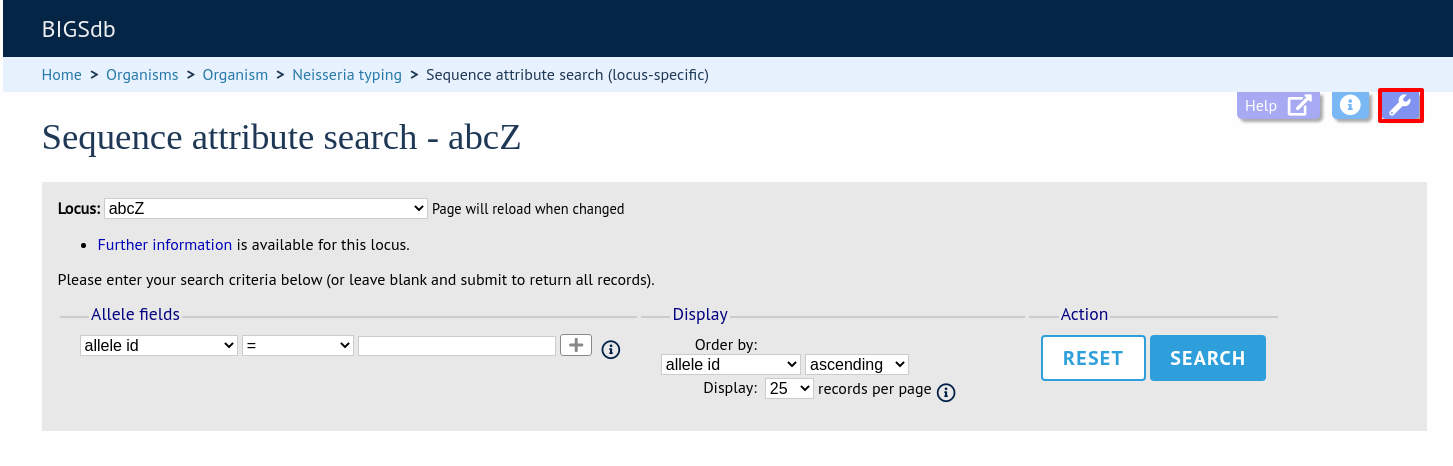 BIGSdb
Home > Organisms > Organism > Neisseria typing > Sequence attribute search (locus-specific)
Help
Sequence attribute search - abcZ
Locus: abcZ Page will reload when changed
• Further information is available for this locus.
Please enter your search criteria below (or leave blank and submit to return all records).
Allele fields Display Action
allele id = +
Order by:
allele id ascending
Display: 25 records per page
RESET SEARCH